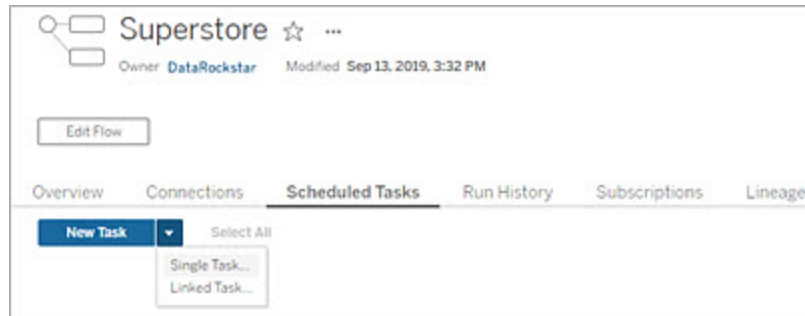 Superstore ☆ ...
Owner DataRockstar Modified Sep 13, 2019, 3:32 PM
Edit Flow
Overview Connections Scheduled Tasks Run History Subscriptions Lineage
New Task Select All
Single Task...
Linked Task...